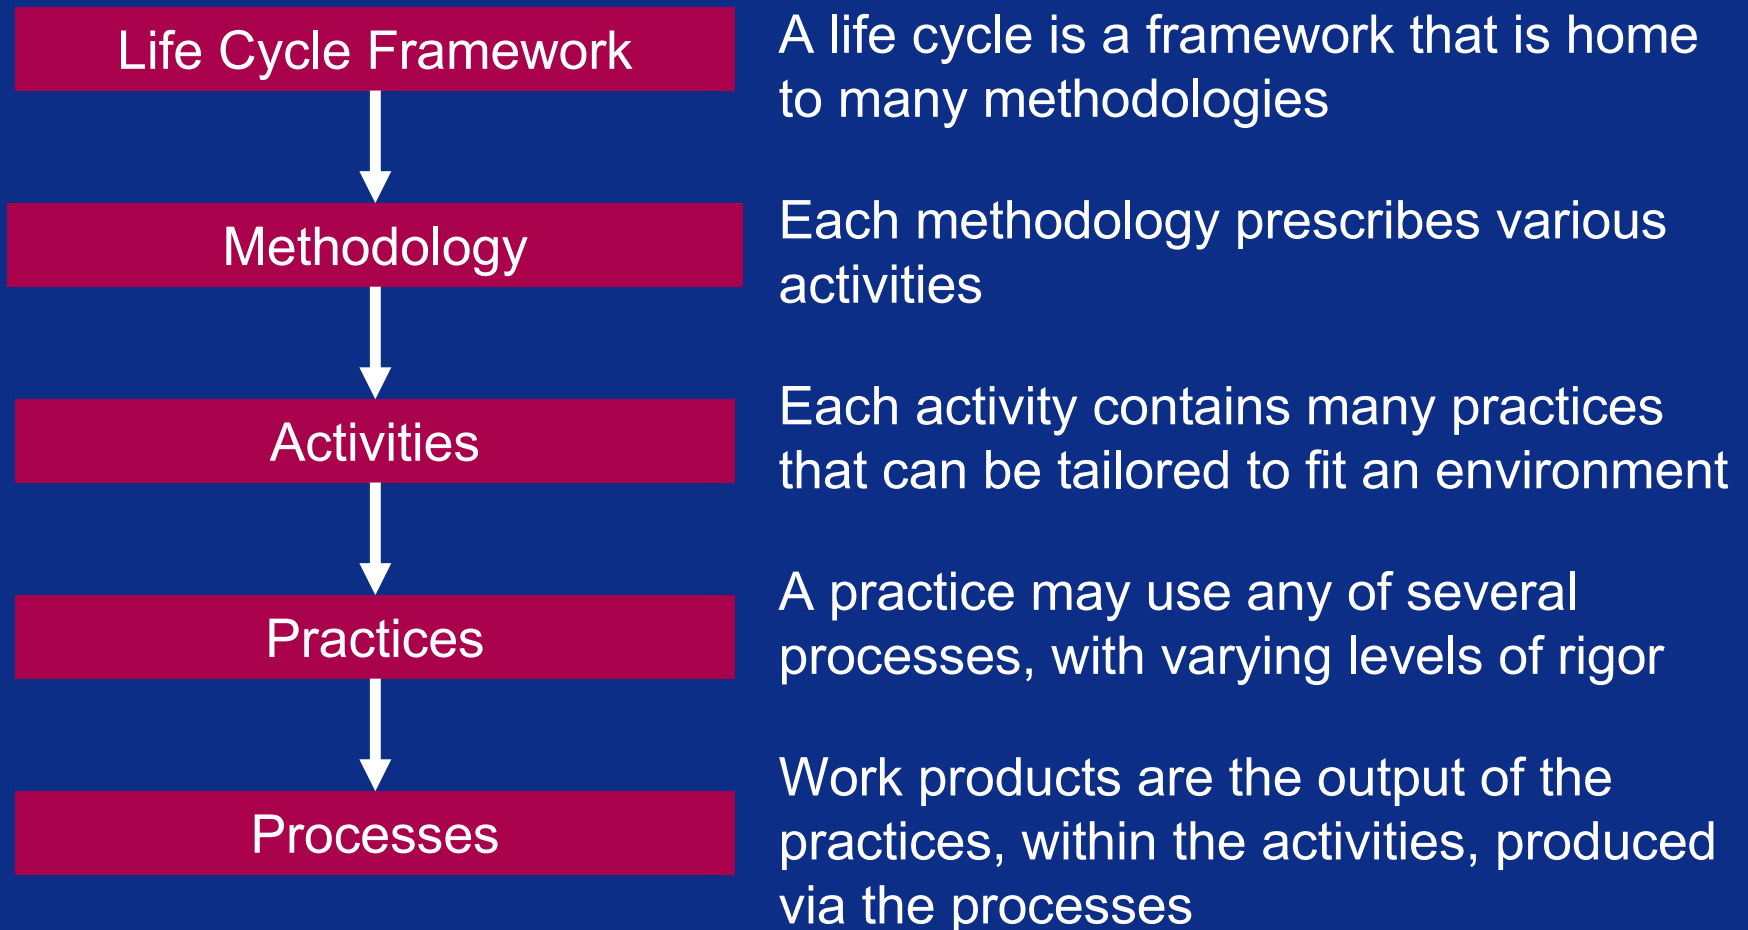 Life Cycle Framework
A life cycle is a framework that is home
to many methodologies
Methodology
Each methodology prescribes various
activities
Activities
Each activity contains many practices
that can be tailored to fit an environment
Practices
A practice may use any of several
processes, with varying levels of rigor
Processes
Work products are the output of the
practices, within the activities, produced
via the processes